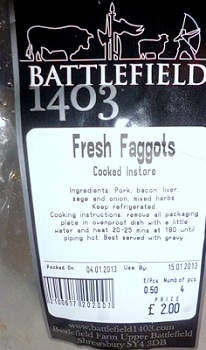 BATTLEFIELD
1403
Fresh Faggots
Cooked Instore
Ingredients: Pork, bacon, liver,
sage and onion, mixed herbs
Keep refrigerated
Cooking instructions: remove all packaging
place in ovenproof dish with a little
water and heat 20-25 mins at 180 until
piping hot. Best served with gravy.
Packed On: 04.01.2013 Use By: 15.01.2013
£/Pcs Numb.of pcs
0.50 4
PRICE
£ 2.00
www.battlefield1403.com
Battlefield Farm Upper Battlefield
Shrewsbury SY4 3DB